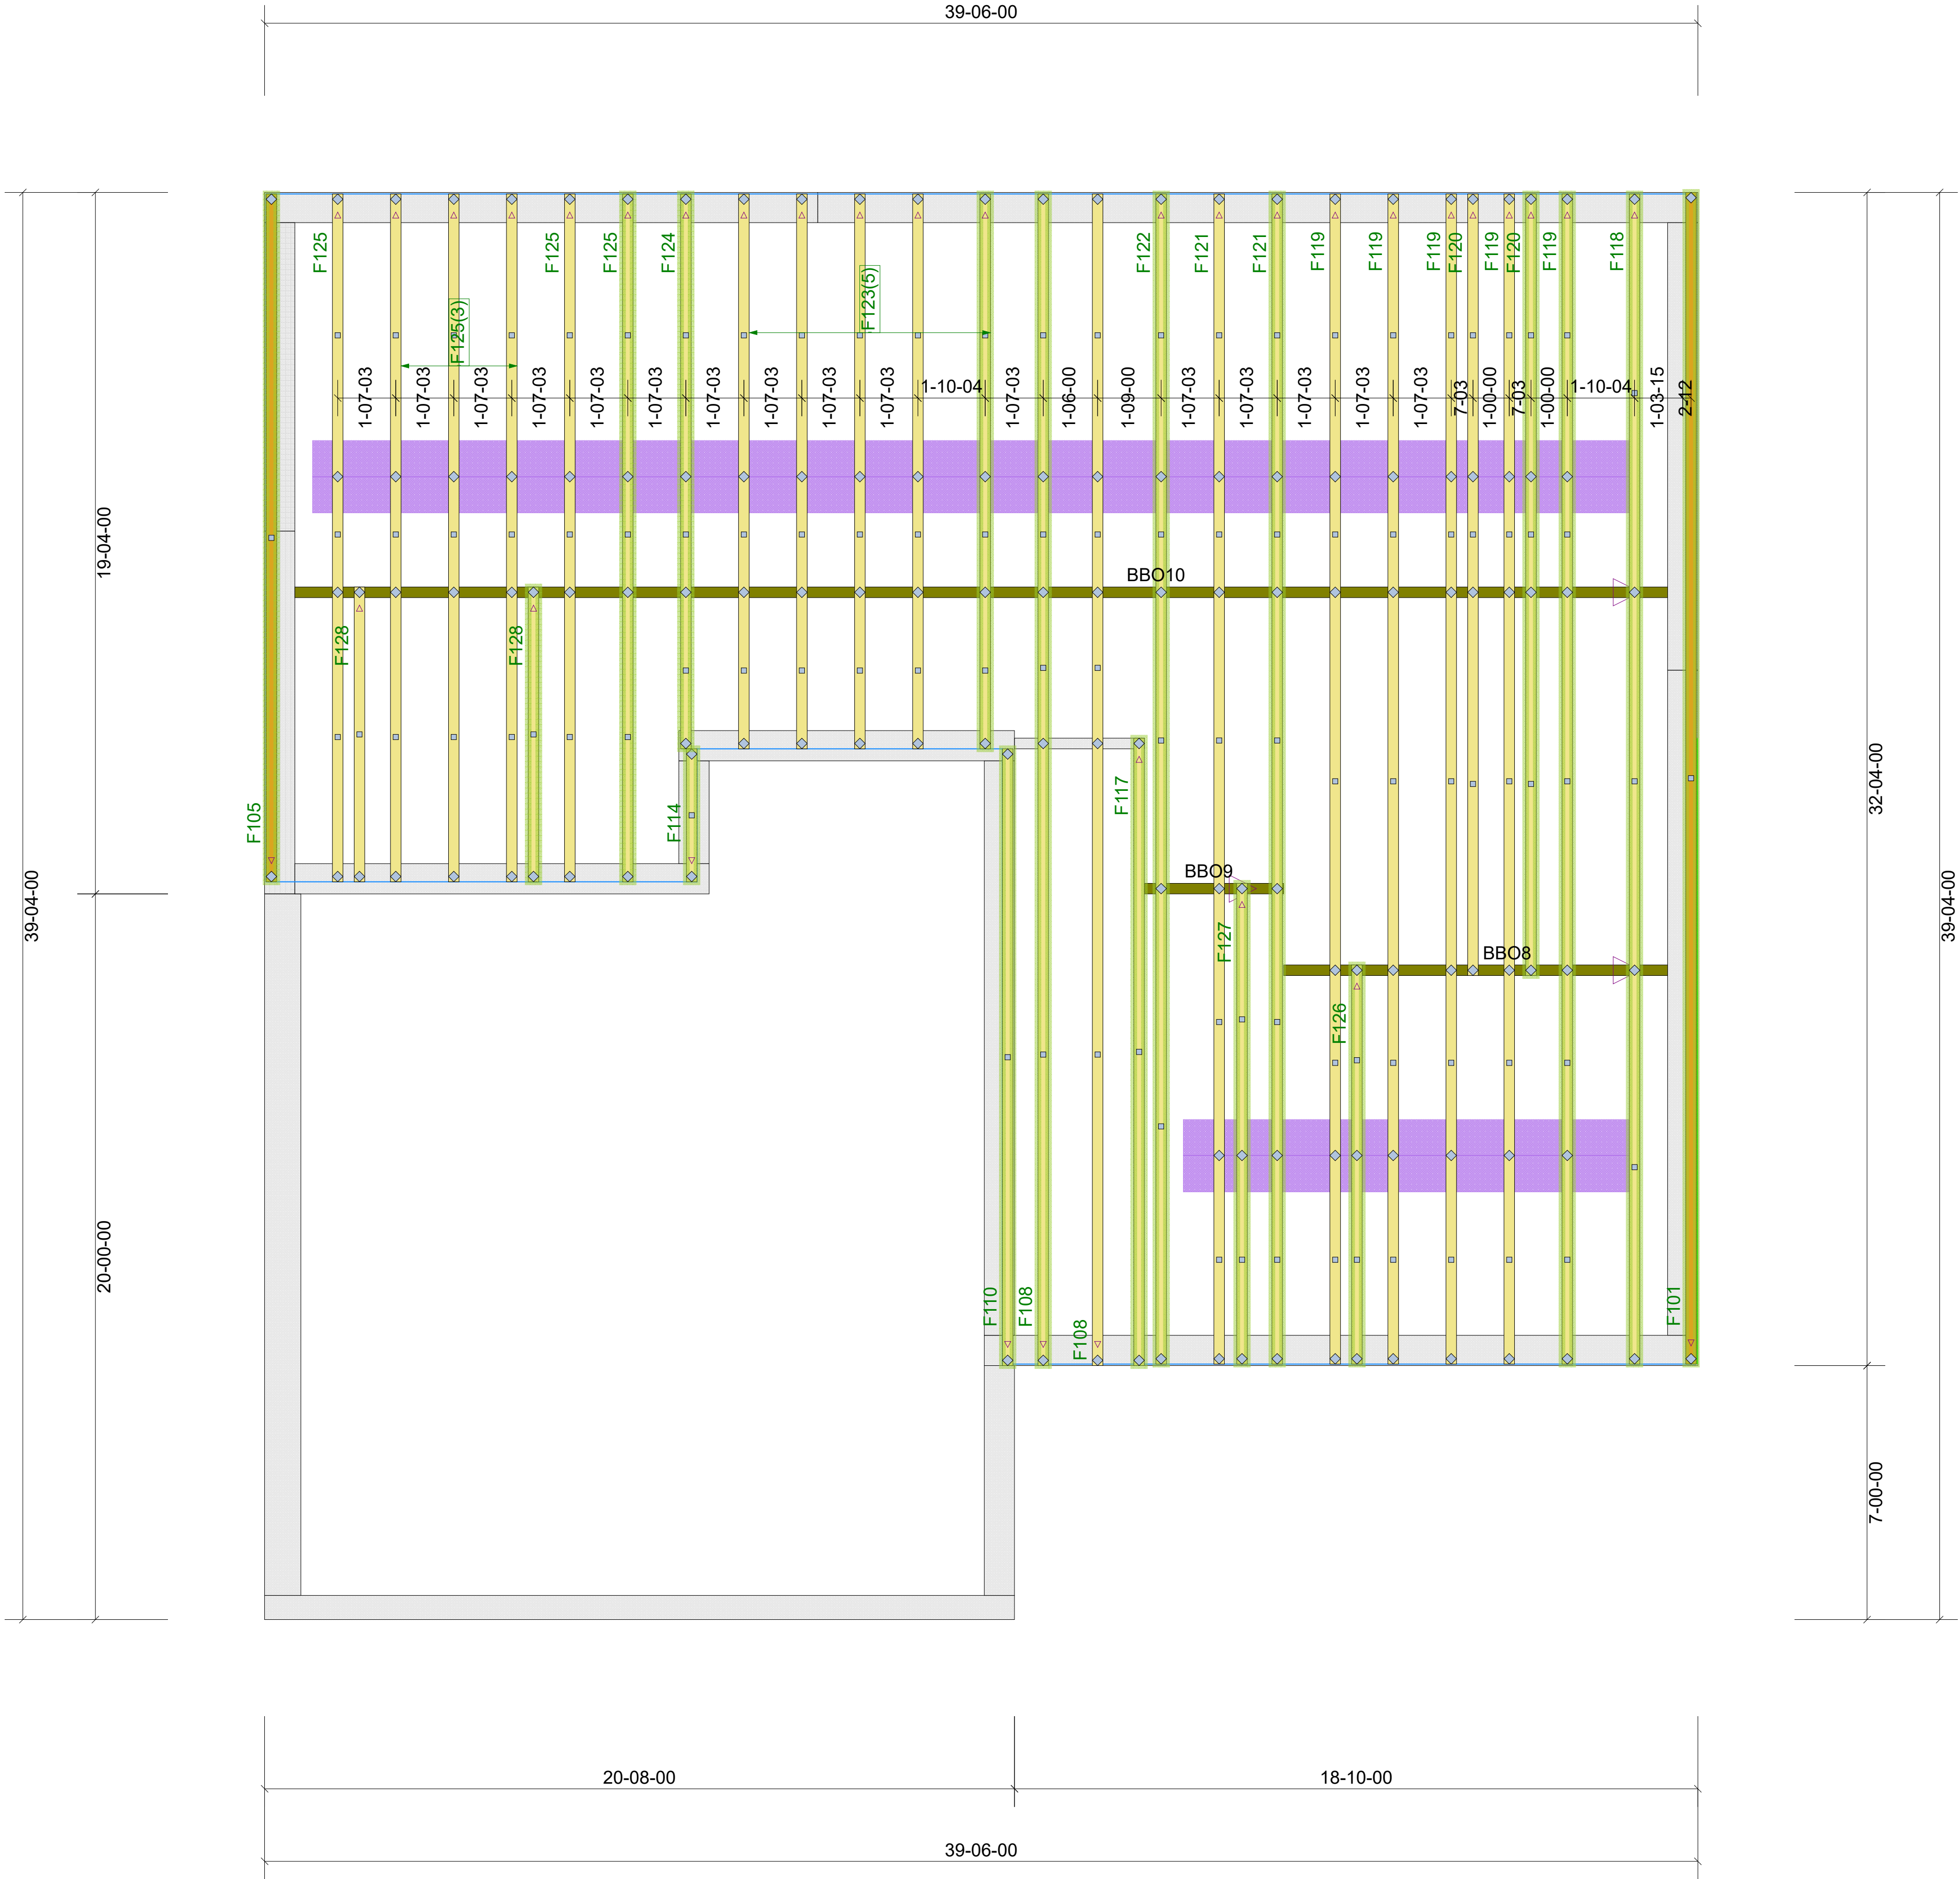 39-06-00
F125
F125
F125
F124
F122
F121
F121
F119
F119
F119
F120
F119
F120
F119
F118
F125(3)
F123(5)
1-07-03
1-07-03
1-07-03
1-07-03
1-07-03
1-07-03
1-07-03
1-07-03
1-07-03
1-07-03
1-10-04
1-07-03
1-06-00
1-09-00
1-07-03
1-07-03
1-07-03
1-07-03
1-07-03
7-03
1-00-00
7-03
1-00-00
1-10-04
1-03-15
2-12
19-04-00
BBO10
F128
F128
32-04-00
F105
F114
F117
39-04-00
BBO9
39-04-00
F127
BBO8
F126
20-00-00
F110
F108
F108
F101
7-00-00
20-08-00
18-10-00
39-06-00